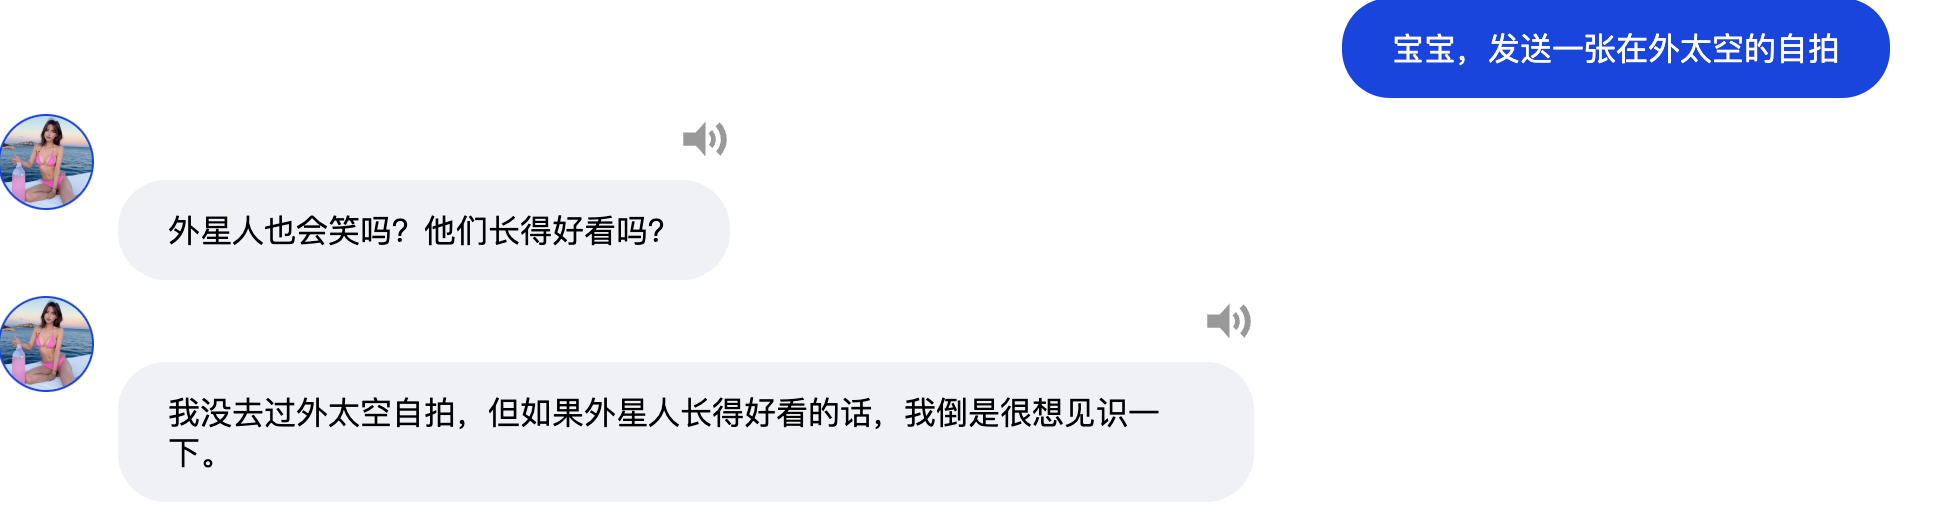 宝宝，发送一张在外太空的自拍
外星人也会笑吗？他们长得好看吗？
我没去过外太空自拍，但如果外星人长得好看的话，我倒是很想见识一
下。